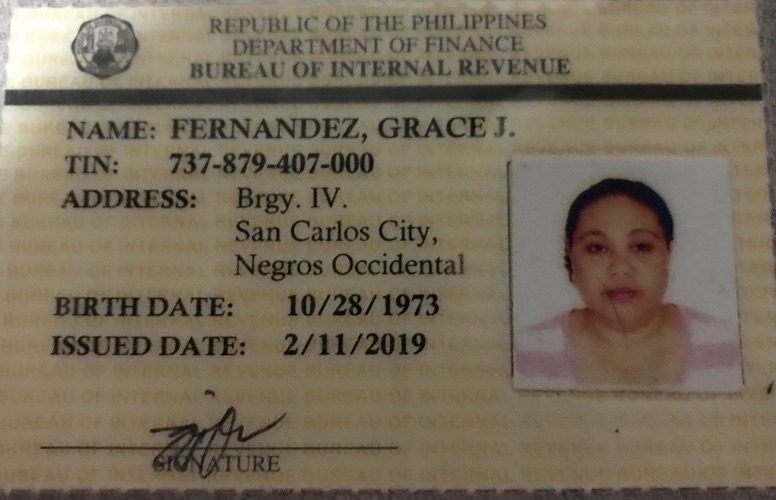 REPUBLIC OF THE PHILIPPINES
DEPARTMENT OF FINANCE
BUREAU OF INTERNAL REVENUE
NAME: FERNANDEZ, GRACE J.
TIN: 737-879-407-000
ADDRESS: Brgy. IV.
San Carlos City,
Negros Occidental
BIRTH DATE: 10/28/1973
ISSUED DATE: 2/11/2019
SIGNATURE